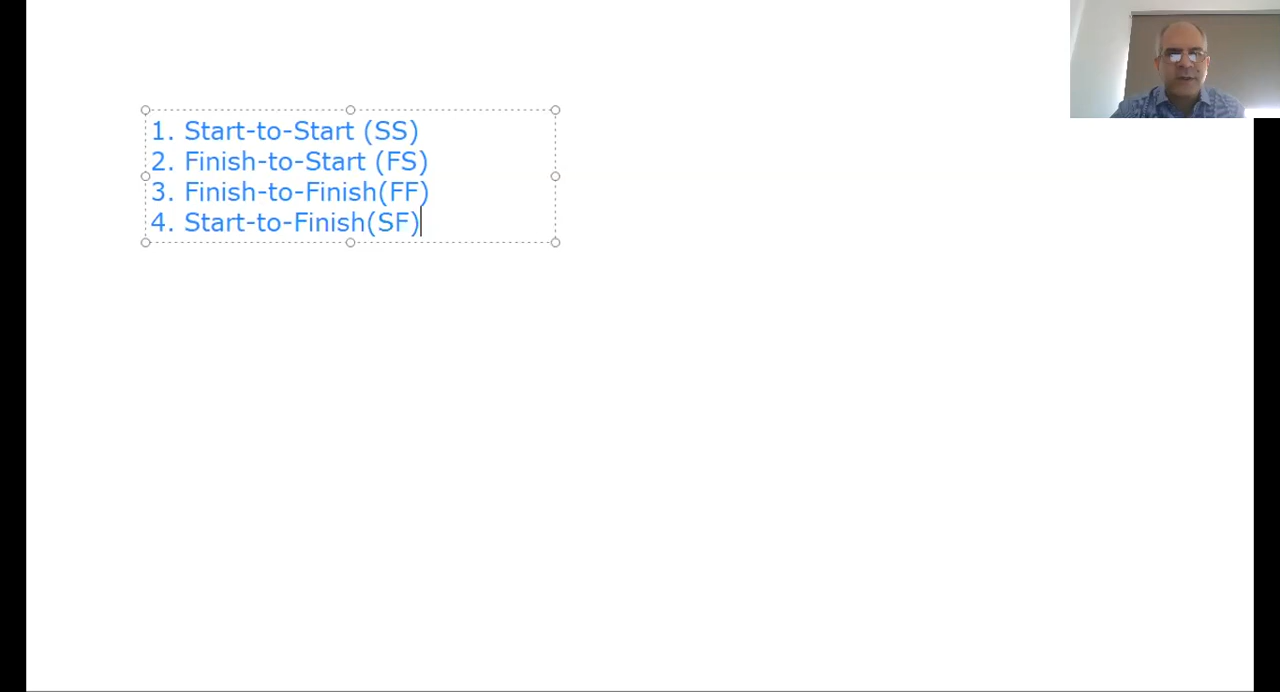 1. Start-to-Start (SS)
2. Finish-to-Start (FS)
3. Finish-to-Finish(FF)
4. Start-to-Finish(SF)